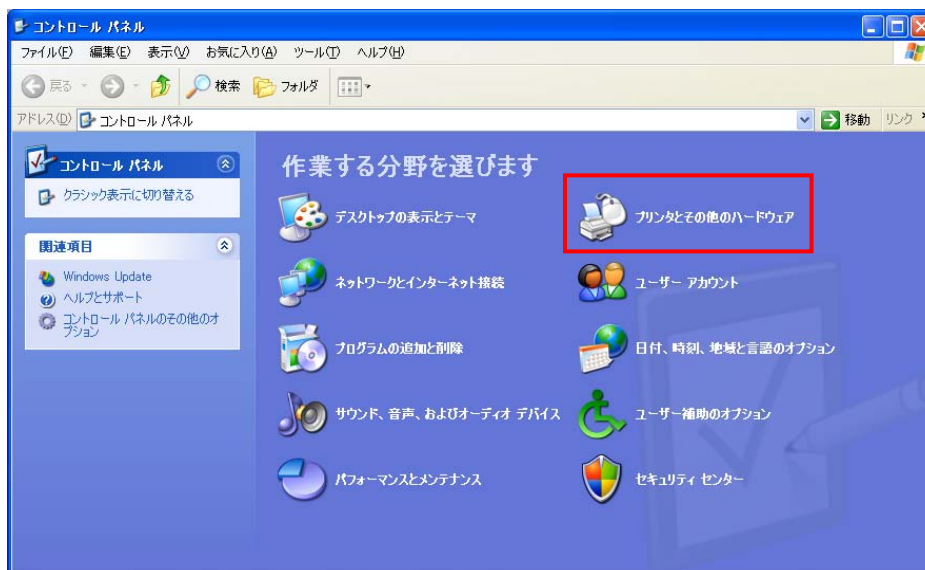 コントロール パネル
ファイル(F) 編集(E) 表示(V) お気に入り(A) ツール(T) ヘルプ(H)
戻る 検索 フォルダ
アドレス(D) コントロール パネル 移動 リンク
コントロール パネル
クラシック表示に切り替える
関連項目
Windows Update
ヘルプとサポート
コントロール パネルのその他のオ
プション
作業する分野を選びます
デスクトップの表示とテーマ
プリンタとその他のハードウェア
ネットワークとインターネット接続
ユーザー アカウント
プログラムの追加と削除
日付、時刻、地域と言語のオプション
サウンド、音声、およびオーディオ デバイス
ユーザー補助のオプション
パフォーマンスとメンテナンス
セキュリティ センター